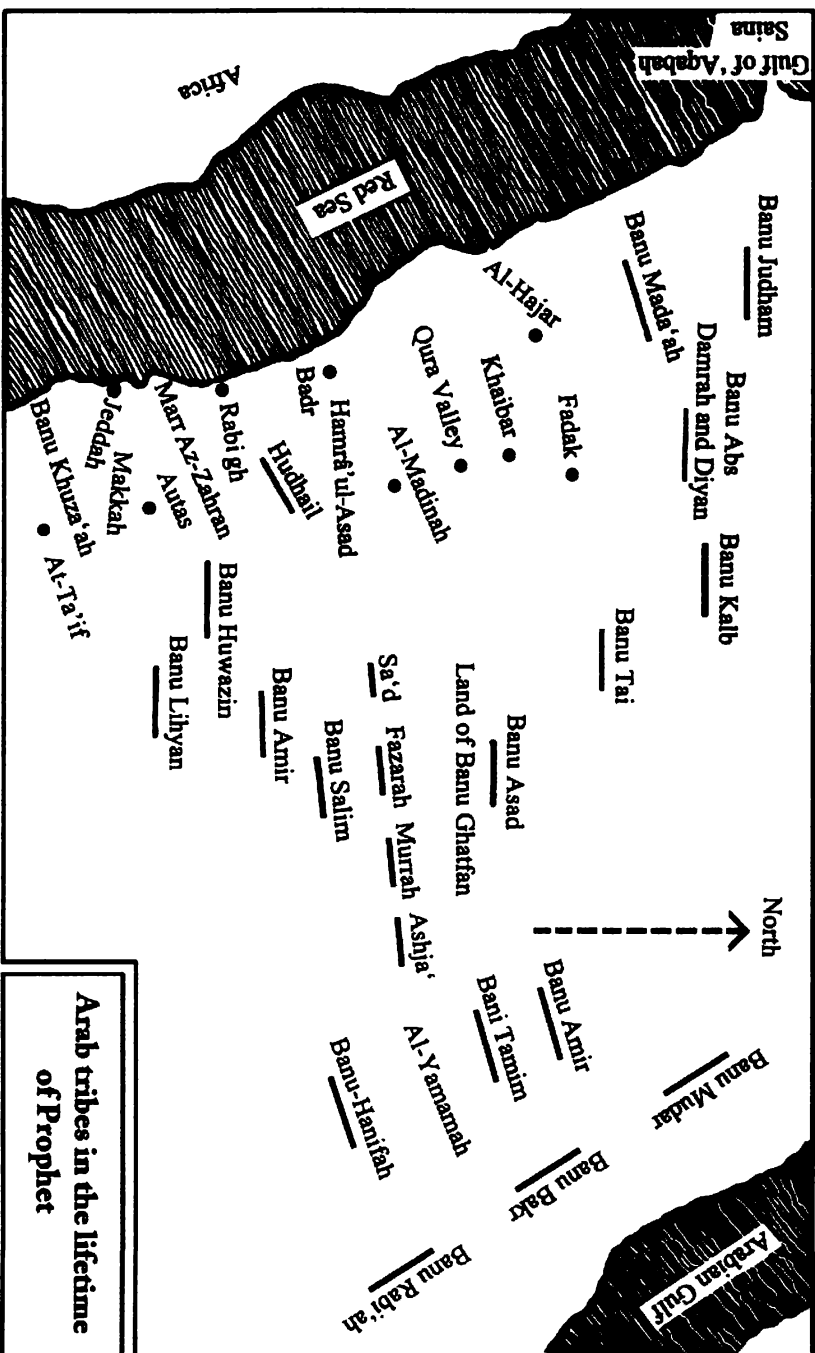 Saina
Gulf of 'Aqabah
Africa
Red Sea
Banu Judham
Banu Mada'ah
Banu Abs
Damrah and Diyan
Banu Kalb
Al-Hajar
Fadak
Khaibar
Qura Valley
Al-Madinah
Banu Tai
Hamrâ'ul-Asad
Badr
Hudhail
Rabigh
Marr Az-Zahran
Autas
Jeddah
Makkah
Banu Khuza'ah
At-Ta'if
Banu Huwazin
Banu Lihyan
Banu Amir
Banu Salim
Banu Asad
Land of Banu Ghatfan
Sa'd Fazarah Murrah Ashja'
North
Banu Amir
Bani Tamim
Al-Yamamah
Banu-Hanifah
Banu Mudar
Banu Bakr
Banu Rabi'ah
Arabian Gulf
Arab tribes in the lifetime
of Prophet